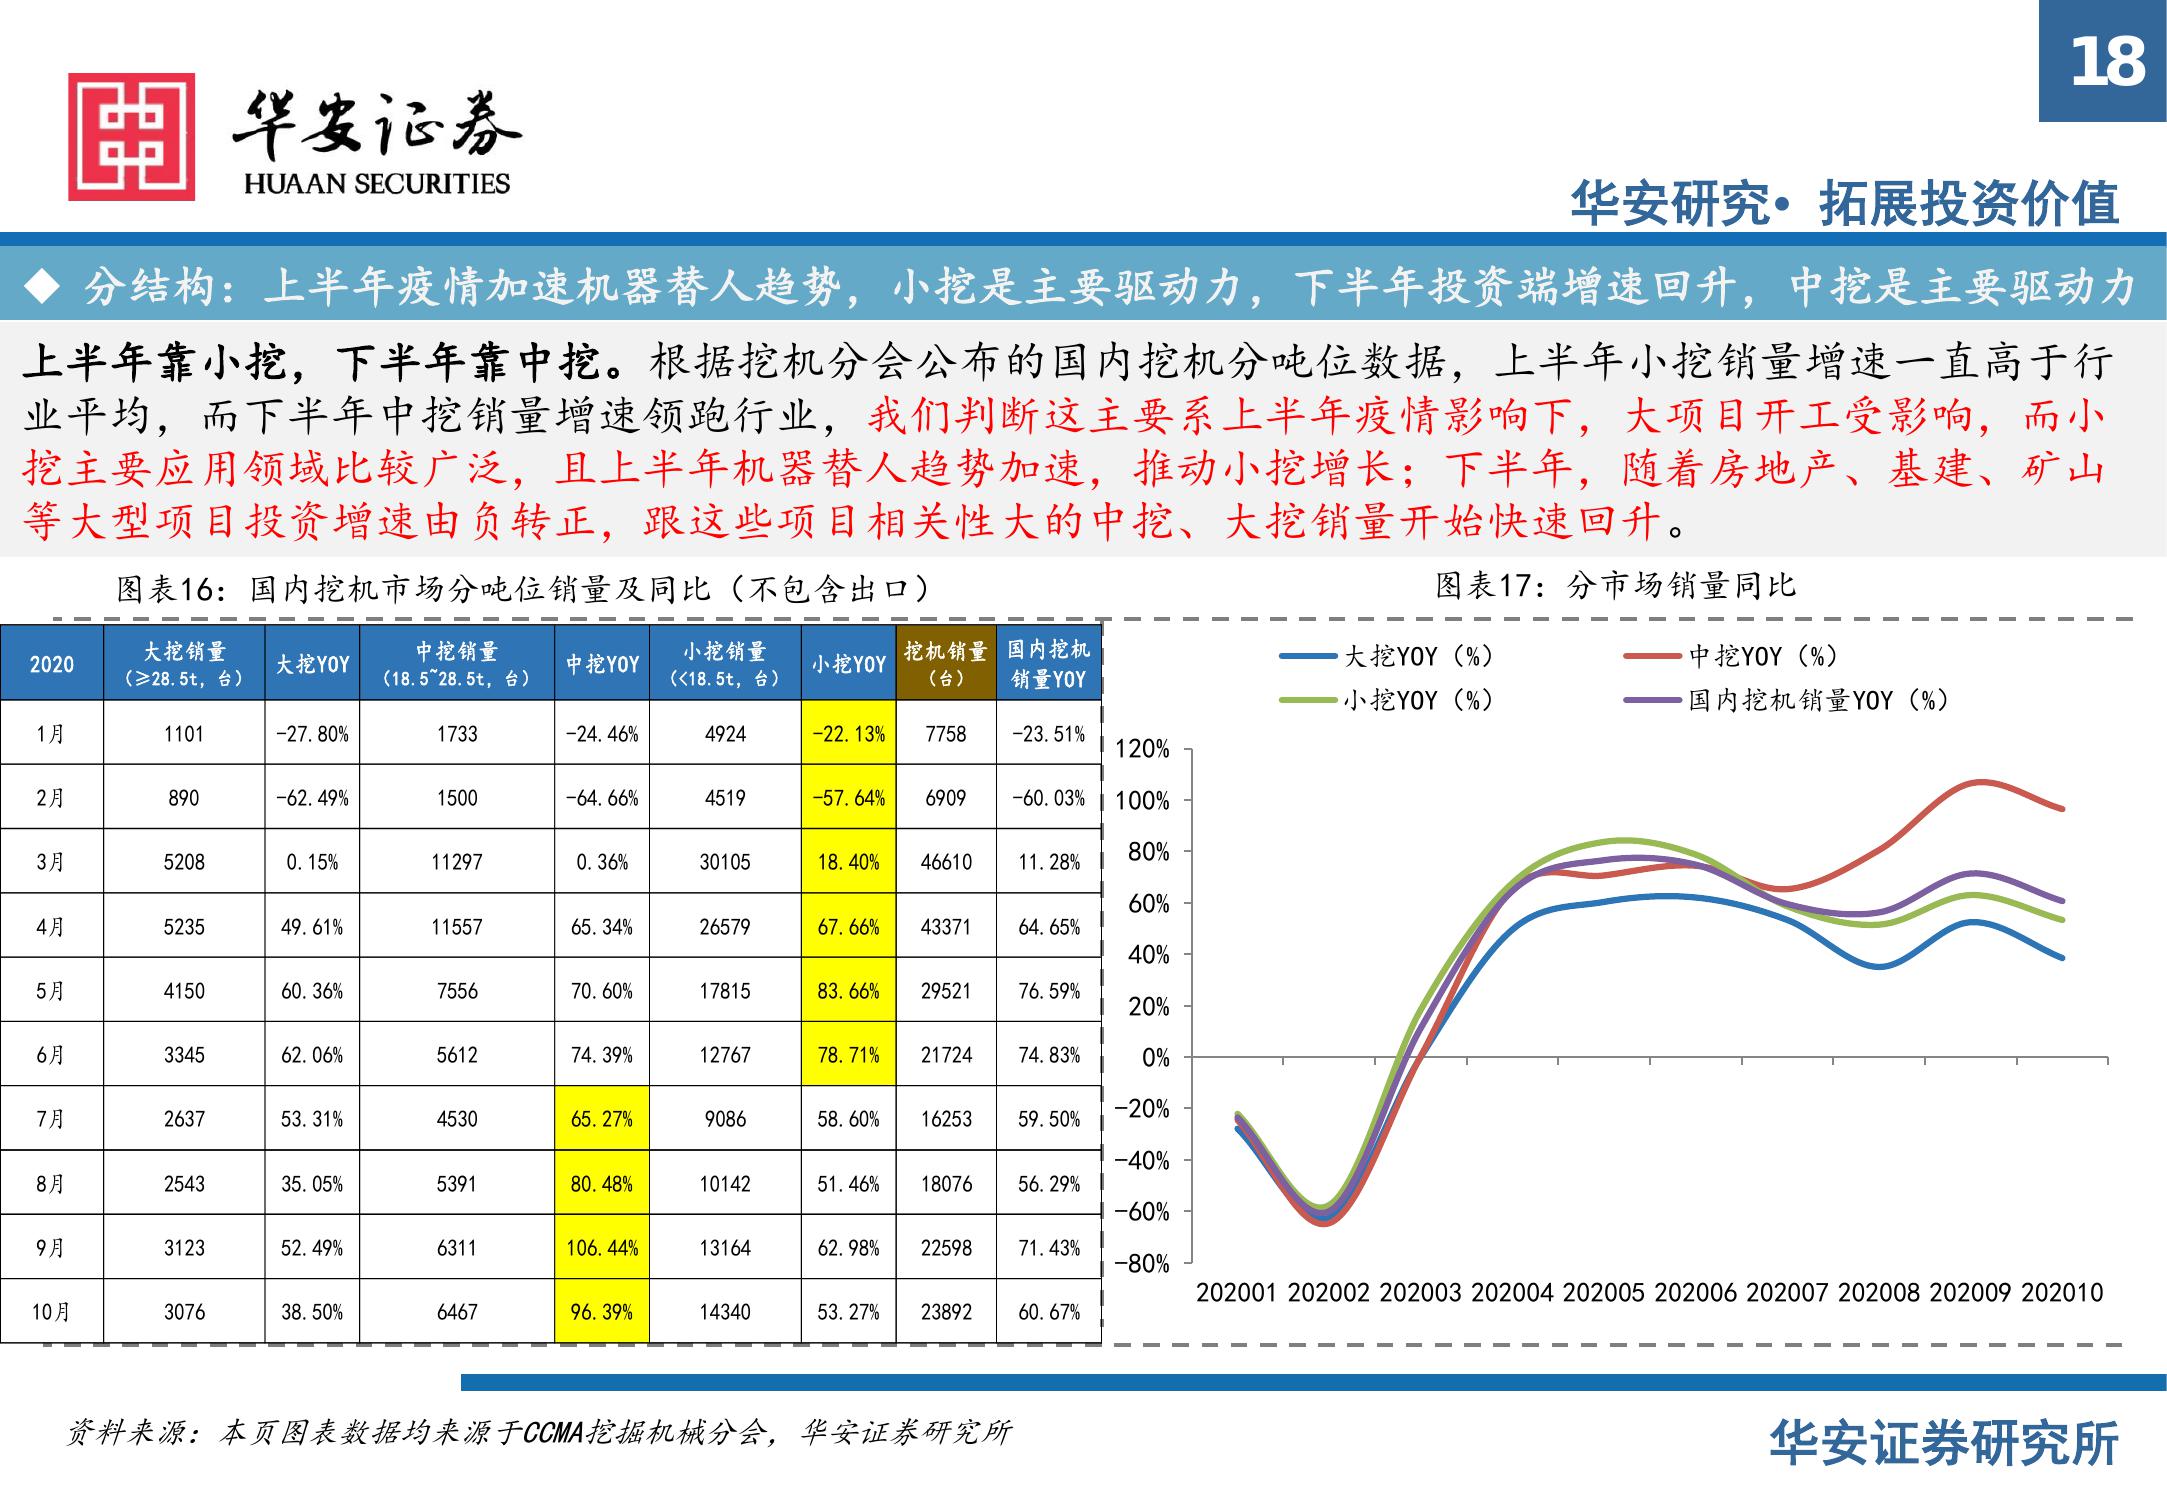 18
华安证券
HUAAN SECURITIES
华安研究• 拓展投资价值
◆ 分结构：上半年疫情加速机器替人趋势，小挖是主要驱动力，下半年投资端增速回升，中挖是主要驱动力
上半年靠小挖，下半年靠中挖。根据挖机分会公布的国内挖机分吨位数据，上半年小挖销量增速一直高于行
业平均，而下半年中挖销量增速领跑行业，我们判断这主要系上半年疫情影响下，大项目开工受影响，而小
挖主要应用领域比较广泛，且上半年机器替人趋势加速，推动小挖增长；下半年，随着房地产、基建、矿山
等大型项目投资增速由负转正，跟这些项目相关性大的中挖、大挖销量开始快速回升。
图表16：国内挖机市场分吨位销量及同比（不包含出口）
2020 大挖销量（≥28.5t，台） 大挖YOY 中挖销量（18.5~28.5t，台） 中挖YOY 小挖销量（<18.5t，台） 小挖YOY 挖机销量（台） 国内挖机销量YOY
1月 1101 -27.80% 1733 -24.46% 4924 -22.13% 7758 -23.51%
2月 890 -62.49% 1500 -64.66% 4519 -57.64% 6909 -60.03%
3月 5208 0.15% 11297 0.36% 30105 18.40% 46610 11.28%
4月 5235 49.61% 11557 65.34% 26579 67.66% 43371 64.65%
5月 4150 60.36% 7556 70.60% 17815 83.66% 29521 76.59%
6月 3345 62.06% 5612 74.39% 12767 78.71% 21724 74.83%
7月 2637 53.31% 4530 65.27% 9086 58.60% 16253 59.50%
8月 2543 35.05% 5391 80.48% 10142 51.46% 18076 56.29%
9月 3123 52.49% 6311 106.44% 13164 62.98% 22598 71.43%
10月 3076 38.50% 6467 96.39% 14340 53.27% 23892 60.67%
图表17：分市场销量同比
大挖YOY（%） 中挖YOY（%）
小挖YOY（%） 国内挖机销量YOY（%）
120%
100%
80%
60%
40%
20%
0%
-20%
-40%
-60%
-80%
202001 202002 202003 202004 202005 202006 202007 202008 202009 202010
资料来源：本页图表数据均来源于CCMA挖掘机械分会，华安证券研究所
华安证券研究所